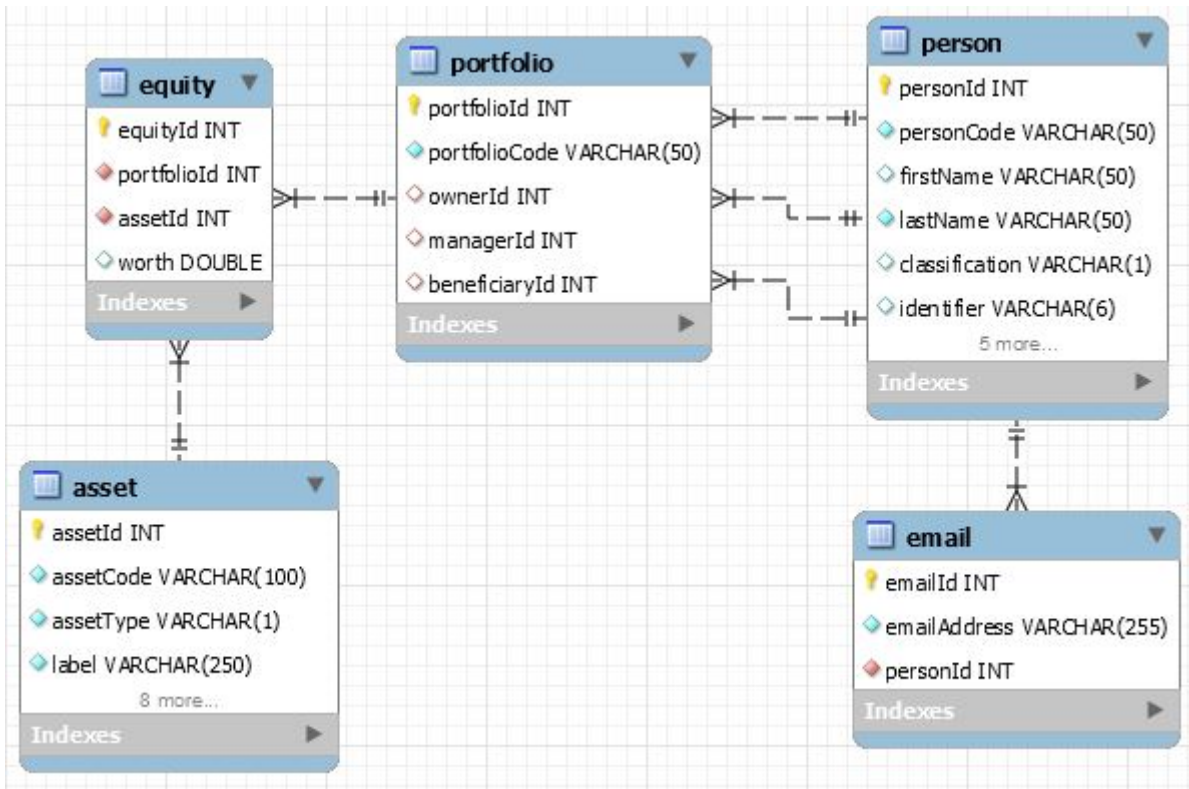 equity
equityId INT
portfolioId INT
assetId INT
worth DOUBLE
Indexes
portfolio
portfolioId INT
portfolioCode VARCHAR(50)
ownerId INT
managerId INT
beneficiaryId INT
Indexes
person
personId INT
personCode VARCHAR(50)
firstName VARCHAR(50)
lastName VARCHAR(50)
classification VARCHAR(1)
identifier VARCHAR(6)
5 more...
Indexes
asset
assetId INT
assetCode VARCHAR(100)
assetType VARCHAR(1)
label VARCHAR(250)
8 more...
Indexes
email
emailId INT
emailAddress VARCHAR(255)
personId INT
Indexes